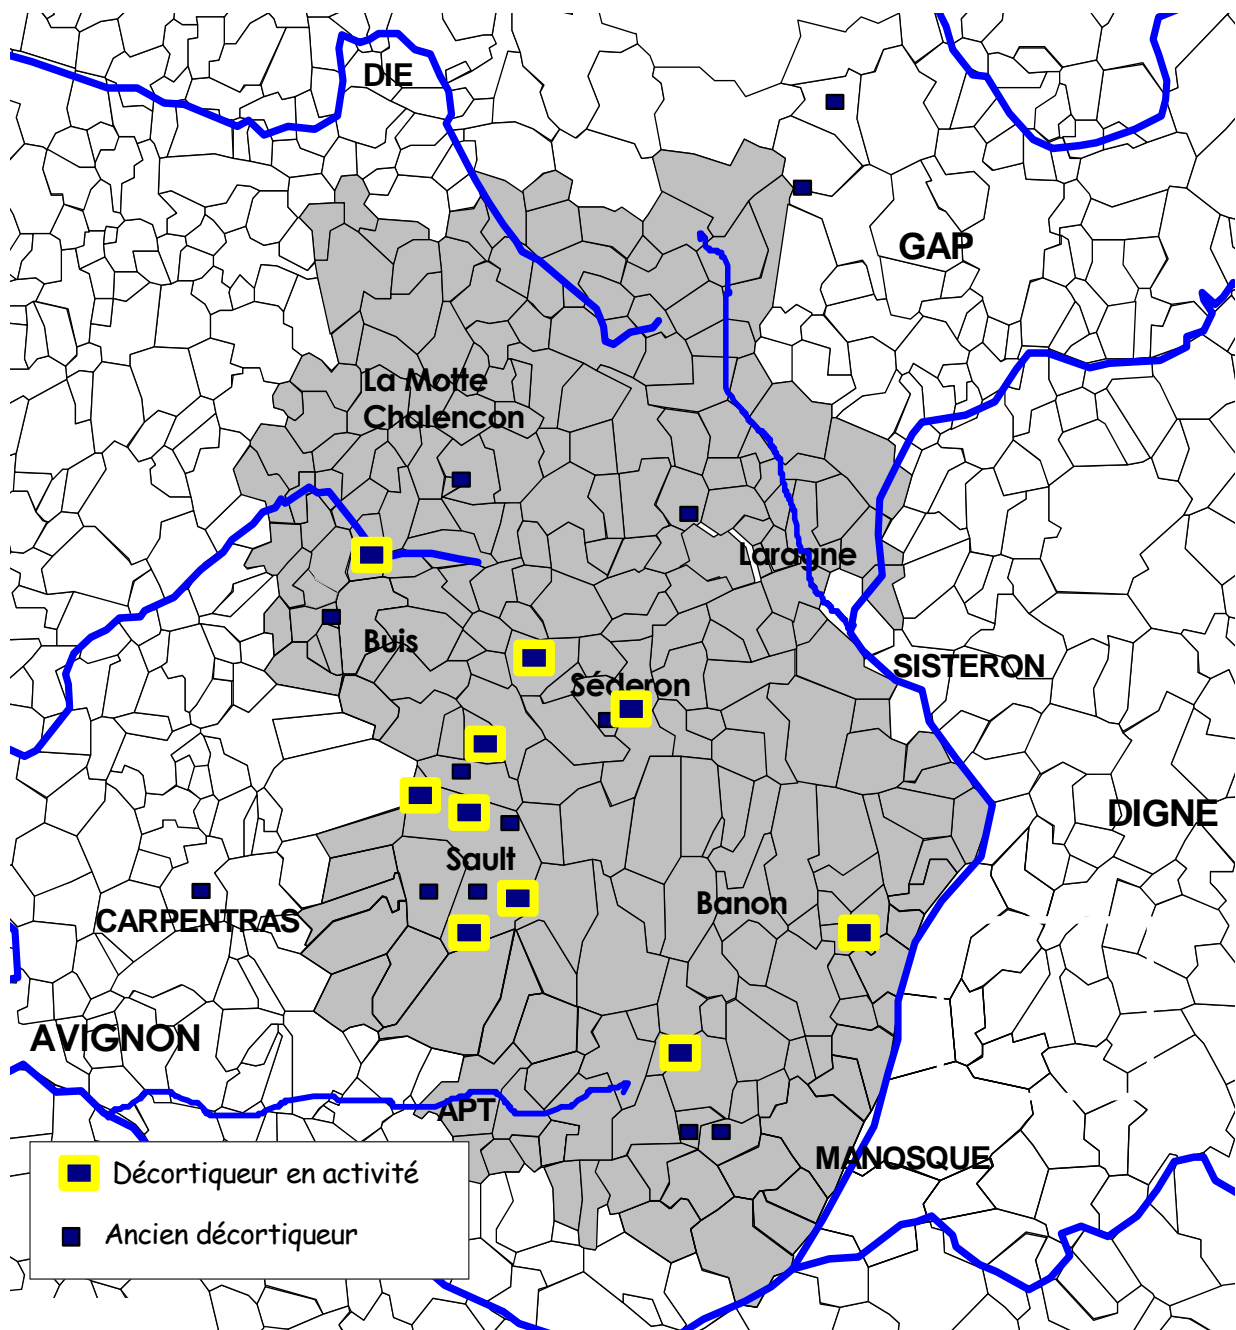 DIE
GAP
La Motte
Chalencon
Laragne
Buis
SISTERON
Séderon
DIGNE
Sault
Banon
CARPENTRAS
AVIGNON
APT
MANOSQUE
Décortiqueur en activité
Ancien décortiqueur